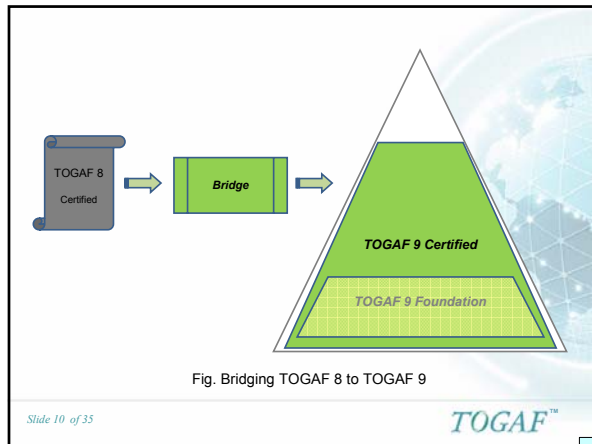 TOGAF 8
Certified
Bridge
TOGAF 9 Certified
TOGAF 9 Foundation
Fig. Bridging TOGAF 8 to TOGAF 9
Slide 10 of 35
TOGAF™